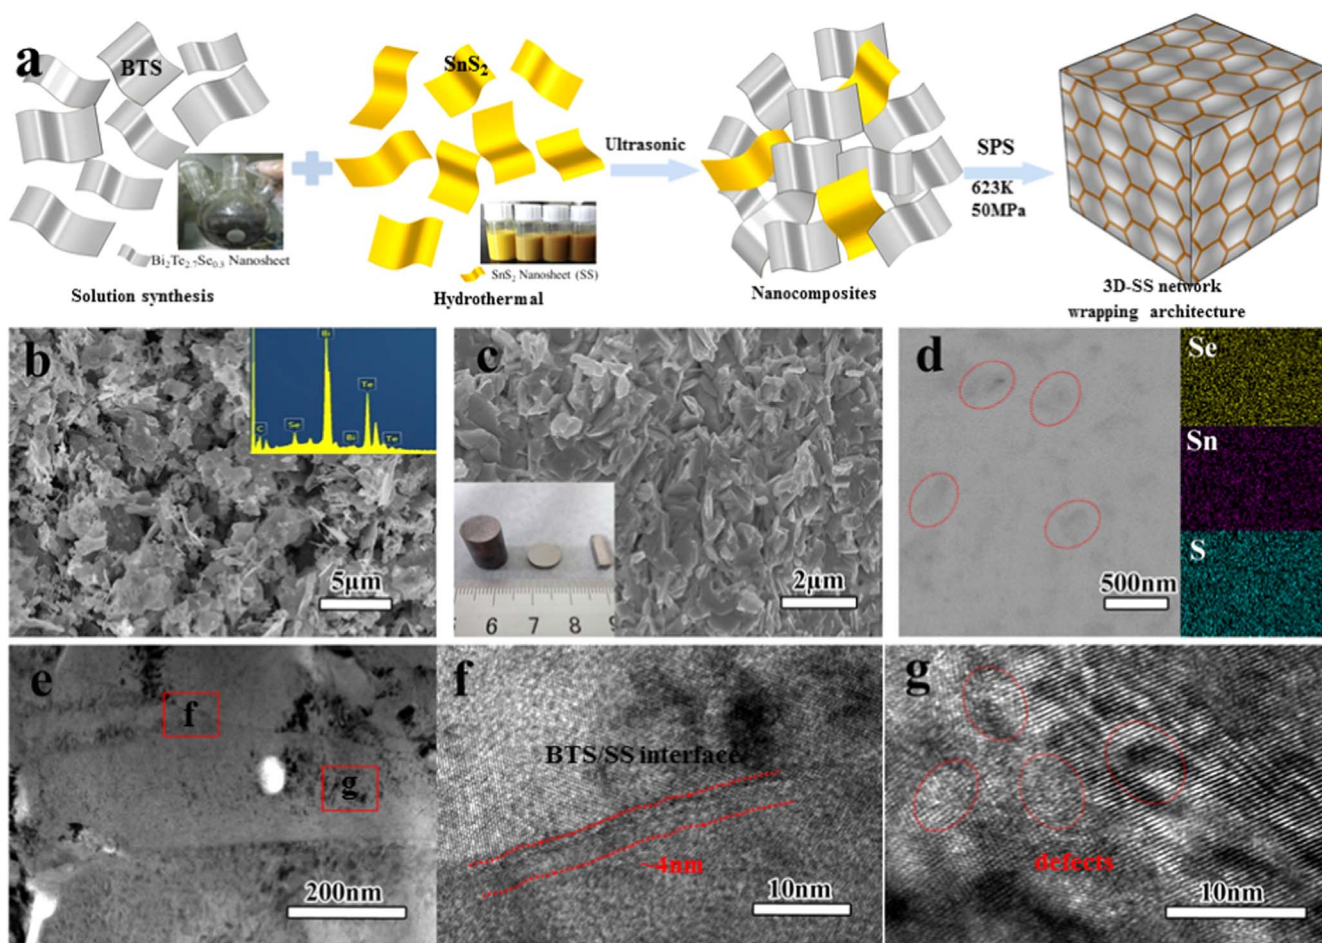 a
BTS
SnS₂
Ultrasonic
SPS
623K
50MPa
Bi₂Te₂.₇Se₀.₃ Nanosheet
SnS₂ Nanosheet (SS)
Solution synthesis
Hydrothermal
Nanocomposites
3D-SS network
wrapping architecture
b
Bi
Te
C
Se
Bi
Te
5μm
c
6 7 8 9
2μm
d
500nm
Se
Sn
S
e
f
g
200nm
f
BTS/SS interface
~4nm
10nm
g
defects
10nm